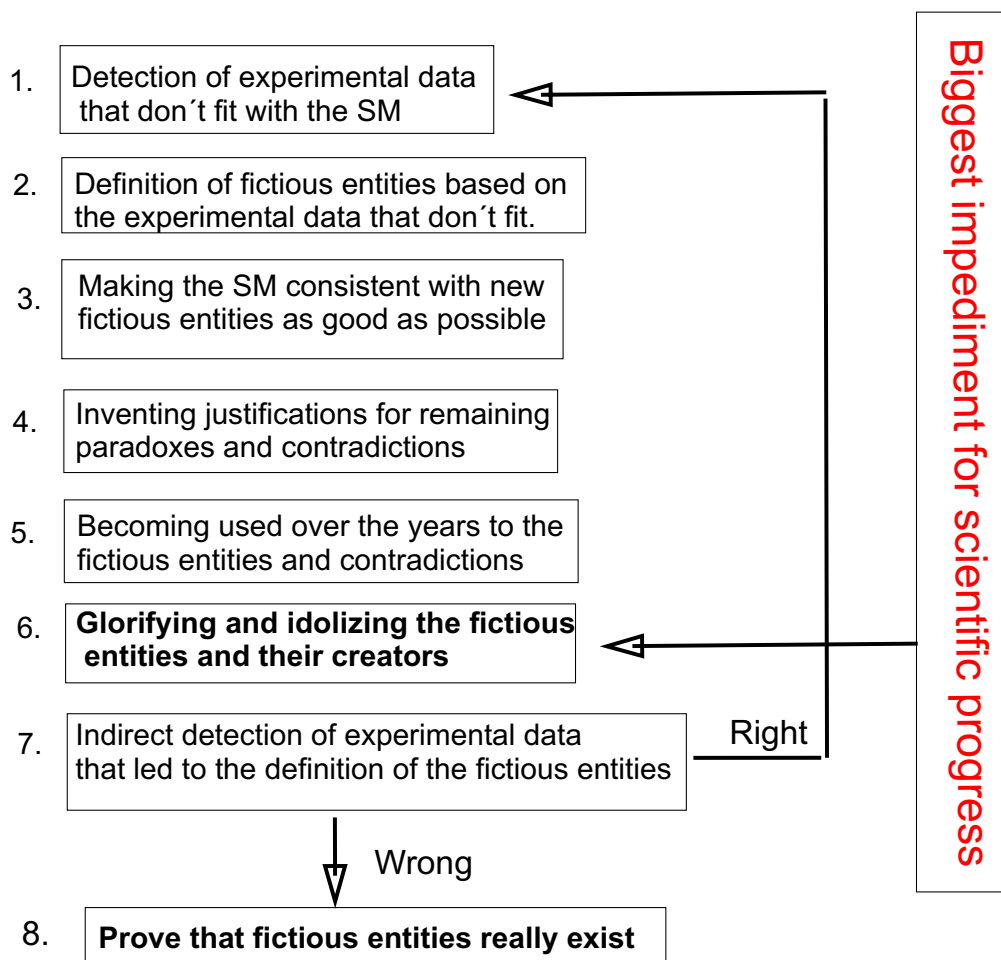 1. Detection of experimental data
that don´t fit with the SM
2. Definition of fictious entities based on
the experimental data that don´t fit.
3. Making the SM consistent with new
fictious entities as good as possible
4. Inventing justifications for remaining
paradoxes and contradictions
5. Becoming used over the years to the
fictious entities and contradictions
6. Glorifying and idolizing the fictious
entities and their creators
7. Indirect detection of experimental data
that led to the definition of the fictious entities
Right
Wrong
8. Prove that fictious entities really exist
Biggest impediment for scientific progress